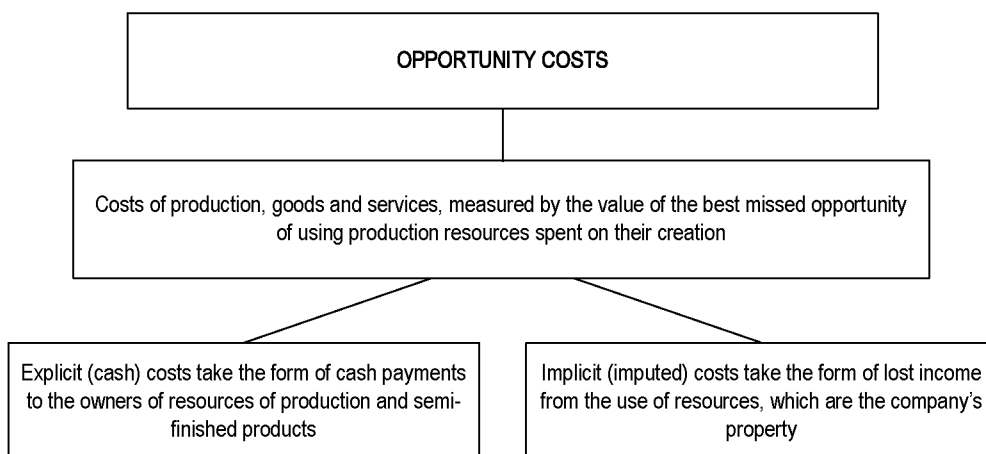 OPPORTUNITY COSTS
Costs of production, goods and services, measured by the value of the best missed opportunity
of using production resources spent on their creation
Explicit (cash) costs take the form of cash payments
to the owners of resources of production and semi-
finished products
Implicit (imputed) costs take the form of lost income
from the use of resources, which are the company’s
property